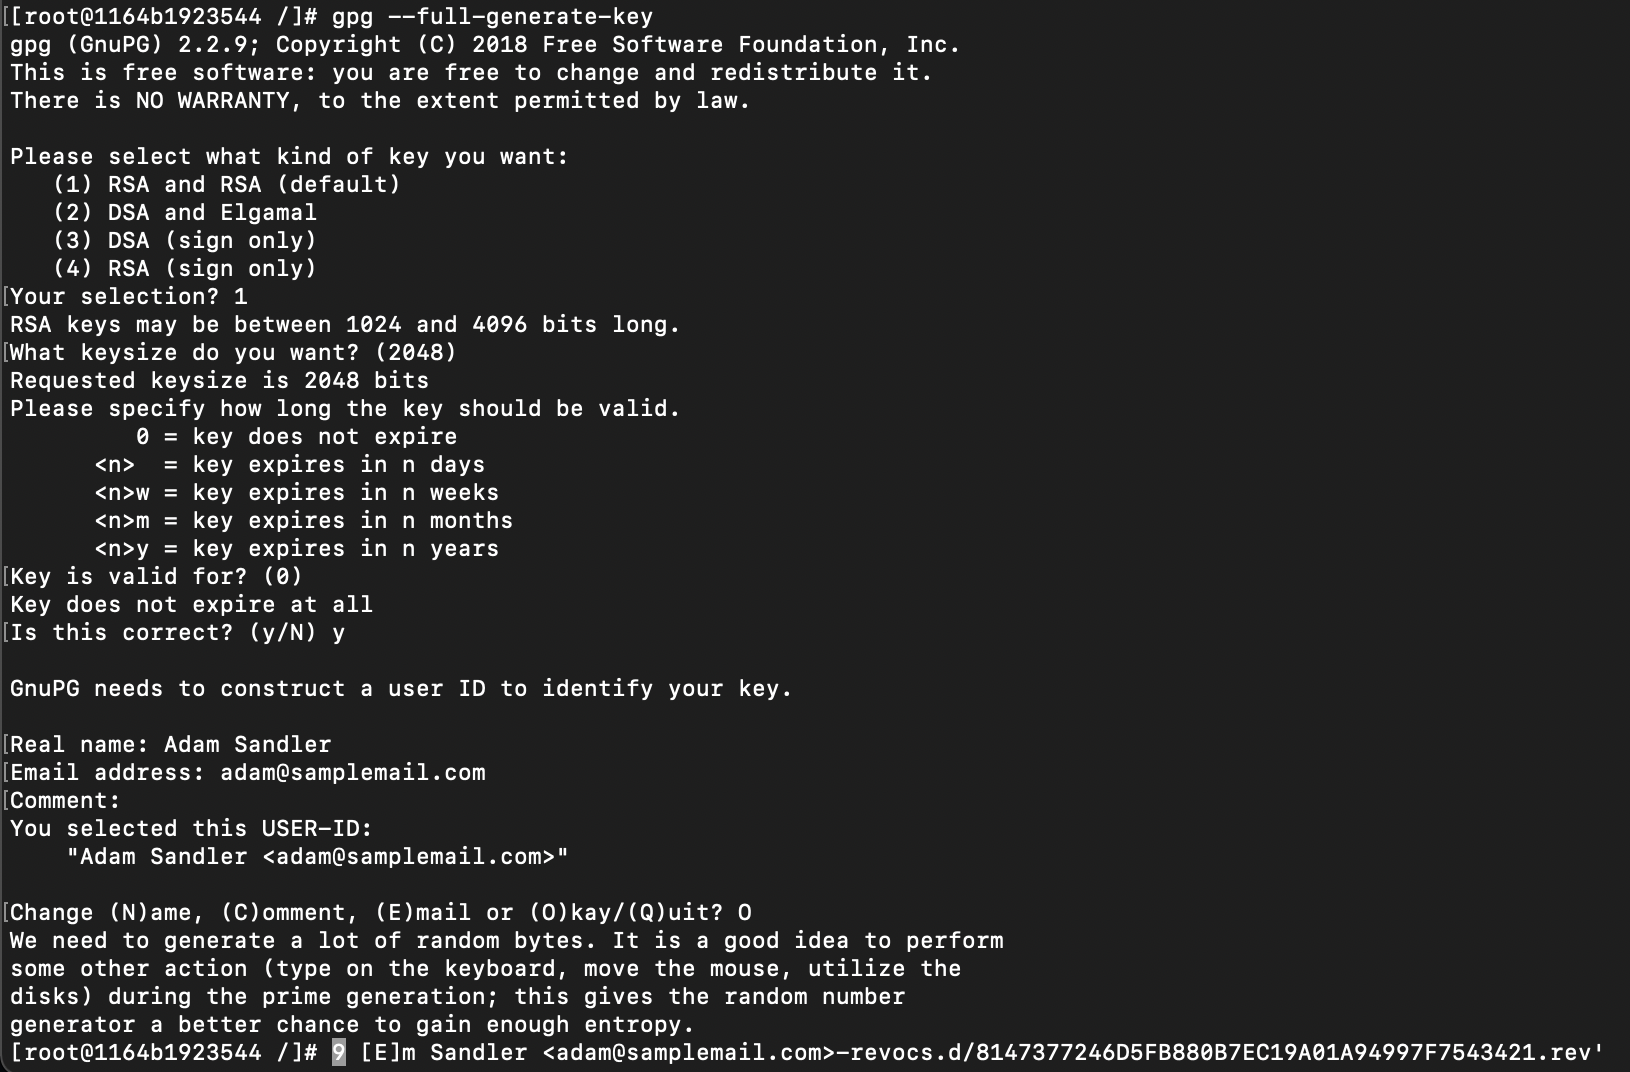 [[root@1164b1923544 /]# gpg --full-generate-key
gpg (GnuPG) 2.2.9; Copyright (C) 2018 Free Software Foundation, Inc.
This is free software: you are free to change and redistribute it.
There is NO WARRANTY, to the extent permitted by law.

Please select what kind of key you want:
   (1) RSA and RSA (default)
   (2) DSA and Elgamal
   (3) DSA (sign only)
   (4) RSA (sign only)
[Your selection? 1
RSA keys may be between 1024 and 4096 bits long.
[What keysize do you want? (2048)
Requested keysize is 2048 bits
Please specify how long the key should be valid.
         0 = key does not expire
      <n>  = key expires in n days
      <n>w = key expires in n weeks
      <n>m = key expires in n months
      <n>y = key expires in n years
[Key is valid for? (0)
Key does not expire at all
[Is this correct? (y/N) y

GnuPG needs to construct a user ID to identify your key.

[Real name: Adam Sandler
[Email address: adam@samplemail.com
[Comment:
You selected this USER-ID:
    "Adam Sandler <adam@samplemail.com>"

[Change (N)ame, (C)omment, (E)mail or (O)kay/(Q)uit? O
We need to generate a lot of random bytes. It is a good idea to perform
some other action (type on the keyboard, move the mouse, utilize the
disks) during the prime generation; this gives the random number
generator a better chance to gain enough entropy.
[root@1164b1923544 /]# 9 [E]m Sandler <adam@samplemail.com>-revocs.d/8147377246D5FB880B7EC19A01A94997F7543421.rev'